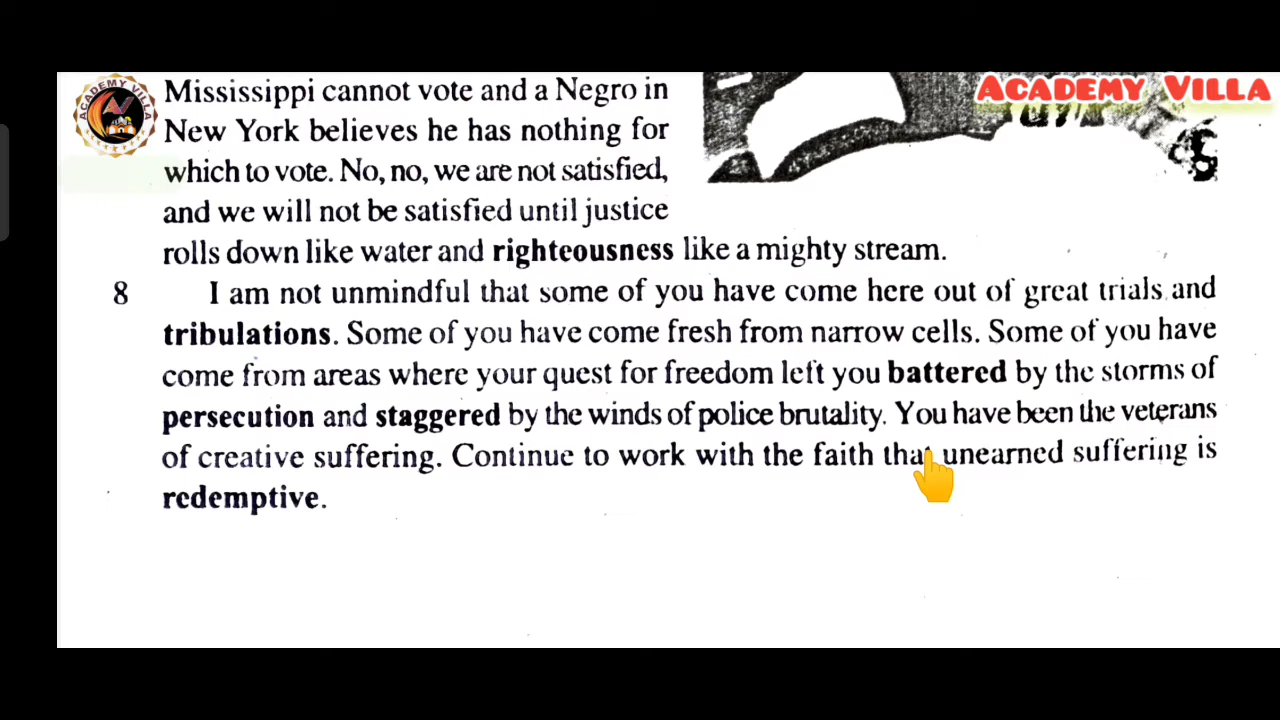 ACADEMY VILLA
ACADEMY VILLA
Mississippi cannot vote and a Negro in
New York believes he has nothing for
which to vote. No, no, we are not satisfied,
and we will not be satisfied until justice
rolls down like water and righteousness like a mighty stream.
8 I am not unmindful that some of you have come here out of great trials and
tribulations. Some of you have come fresh from narrow cells. Some of you have
come from areas where your quest for freedom left you battered by the storms of
persecution and staggered by the winds of police brutality. You have been the veterans
of creative suffering. Continue to work with the faith that unearned suffering is
redemptive.